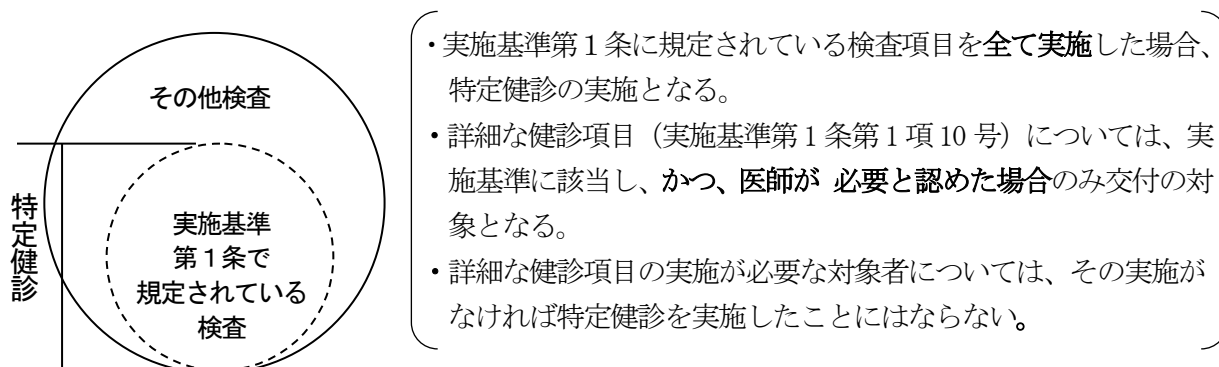 その他検査
特定健診
実施基準
第１条で
規定されている
検査
・実施基準第１条に規定されている検査項目を全て実施した場合、
特定健診の実施となる。
・詳細な健診項目（実施基準第１条第１項 10 号）については、実
施基準に該当し、かつ、医師が 必要と認めた場合のみ交付の対
象となる。
・詳細な健診項目の実施が必要な対象者については、その実施が
なければ特定健診を実施したことにはならない。